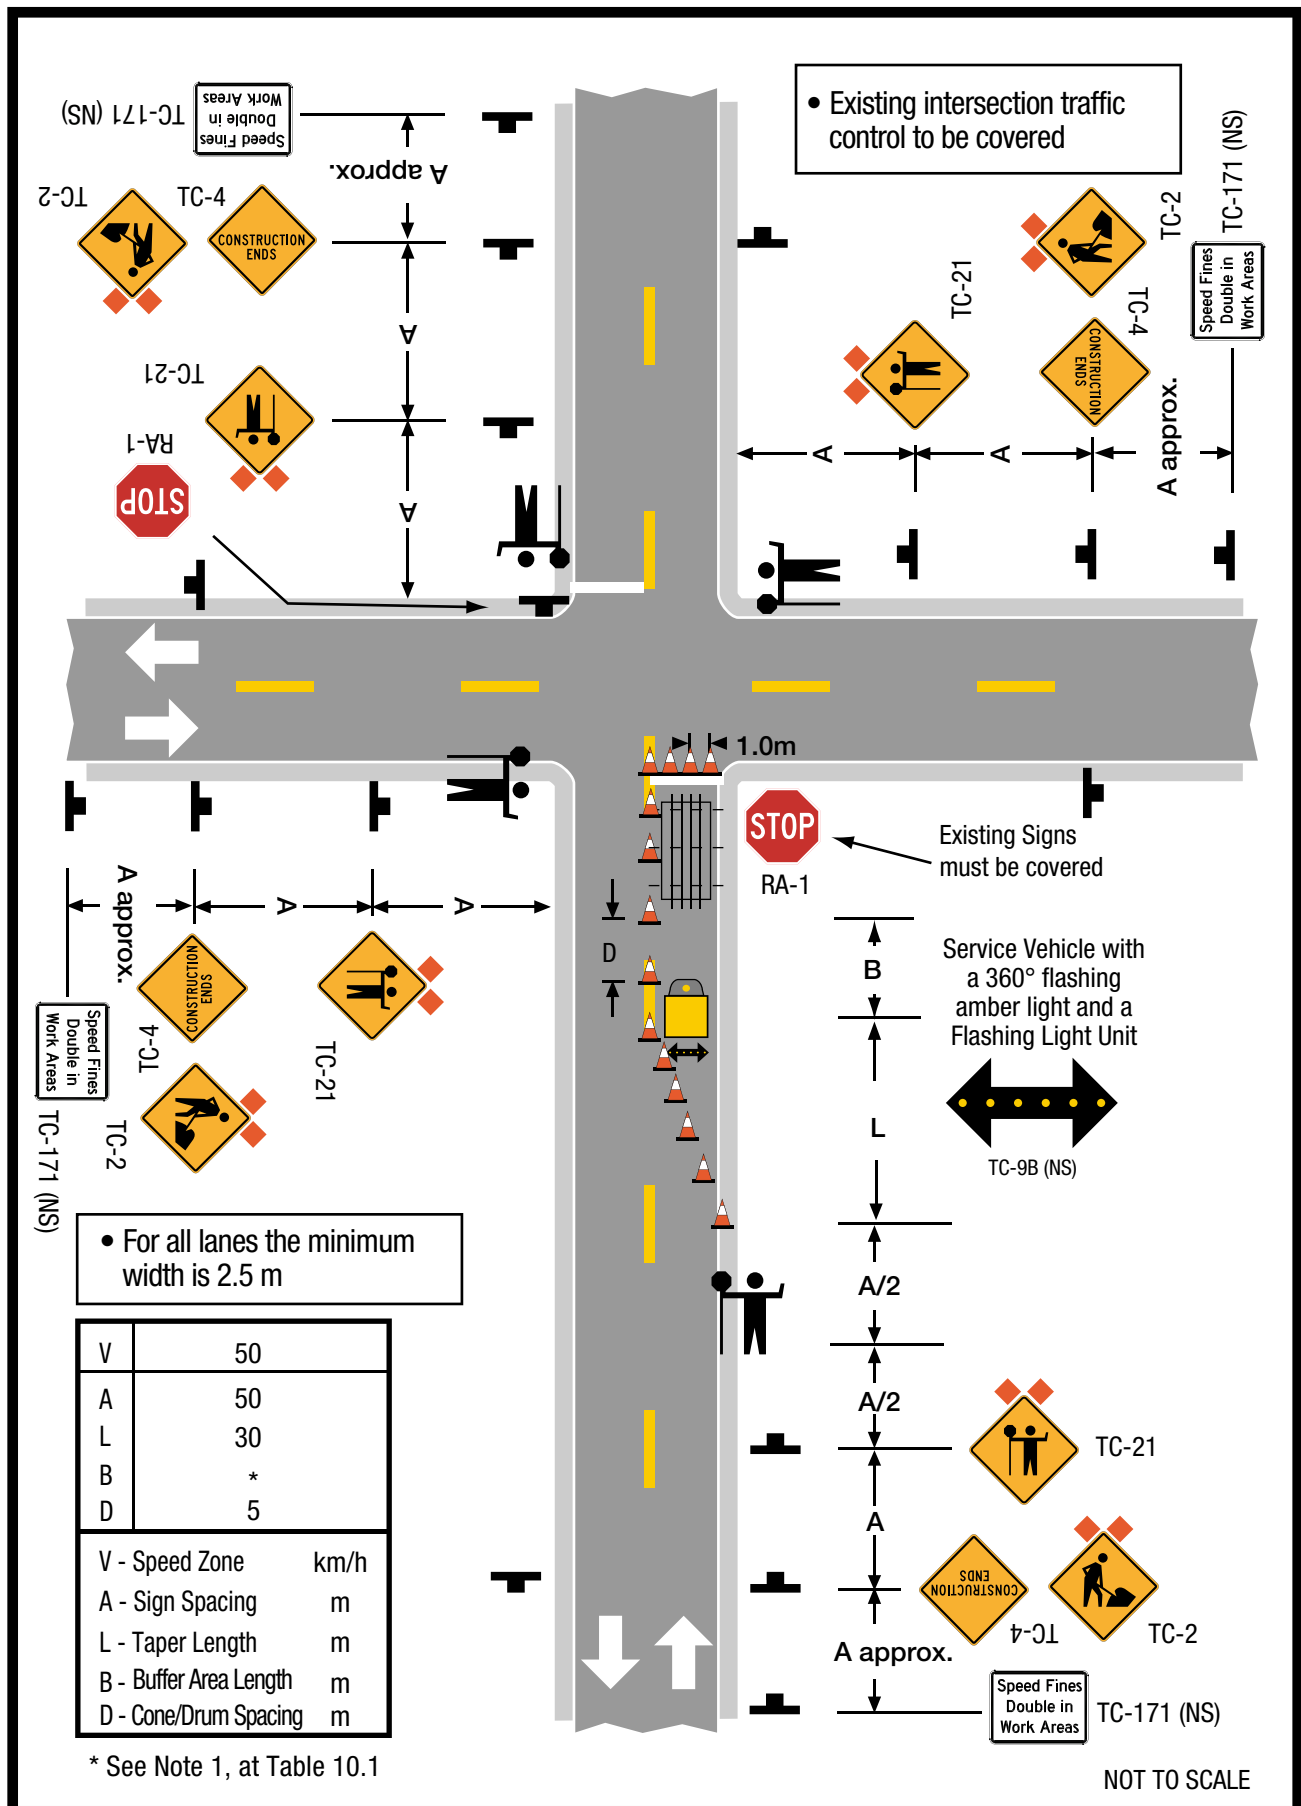 TC-171 (NS)
Speed Fines
Double in
Work Areas
A approx.
TC-2
TC-4
CONSTRUCTION
ENDS
A
TC-21
A
RA-1
STOP
• Existing intersection traffic
control to be covered
TC-171 (NS)
Speed Fines
Double in
Work Areas
TC-2
TC-21
TC-4
CONSTRUCTION
ENDS
A
A
A approx.
1.0m
STOP
RA-1
Existing Signs
must be covered
A approx.
A
A
CONSTRUCTION
ENDS
TC-4
TC-21
Speed Fines
Double in
Work Areas
TC-171 (NS)
TC-2
D
B
Service Vehicle with
a 360° flashing
amber light and a
Flashing Light Unit
L
TC-9B (NS)
• For all lanes the minimum
width is 2.5 m
A/2
A/2
TC-21
A
CONSTRUCTION
ENDS
TC-4
TC-2
A approx.
Speed Fines
Double in
Work Areas
TC-171 (NS)
V 50
A 50
L 30
B *
D 5
V - Speed Zone km/h
A - Sign Spacing m
L - Taper Length m
B - Buffer Area Length m
D - Cone/Drum Spacing m
* See Note 1, at Table 10.1
NOT TO SCALE